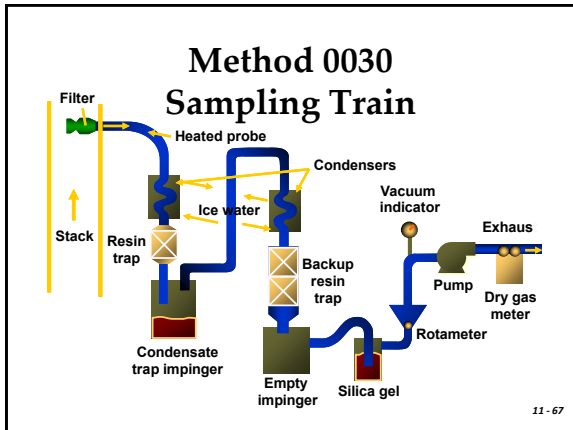 Method 0030
Sampling Train
Filter
Heated probe
Condensers
Ice water
Stack
Resin
trap
Condensate
trap impinger
Backup
resin
trap
Empty
impinger
Vacuum
indicator
Exhaus
Pump
Dry gas
meter
Rotameter
Silica gel
11 - 67